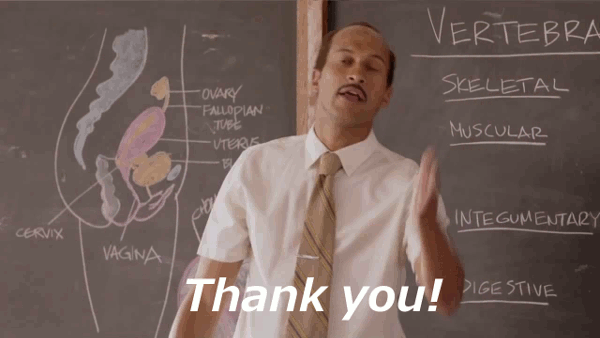 OVARY
FALLOPIAN
TUBE
UTERUS
CERVIX
VAGINA
VERTEBRA
SKELETAL
MUSCULAR
INTEGUMENTARY
DIGESTIVE
Thank you!